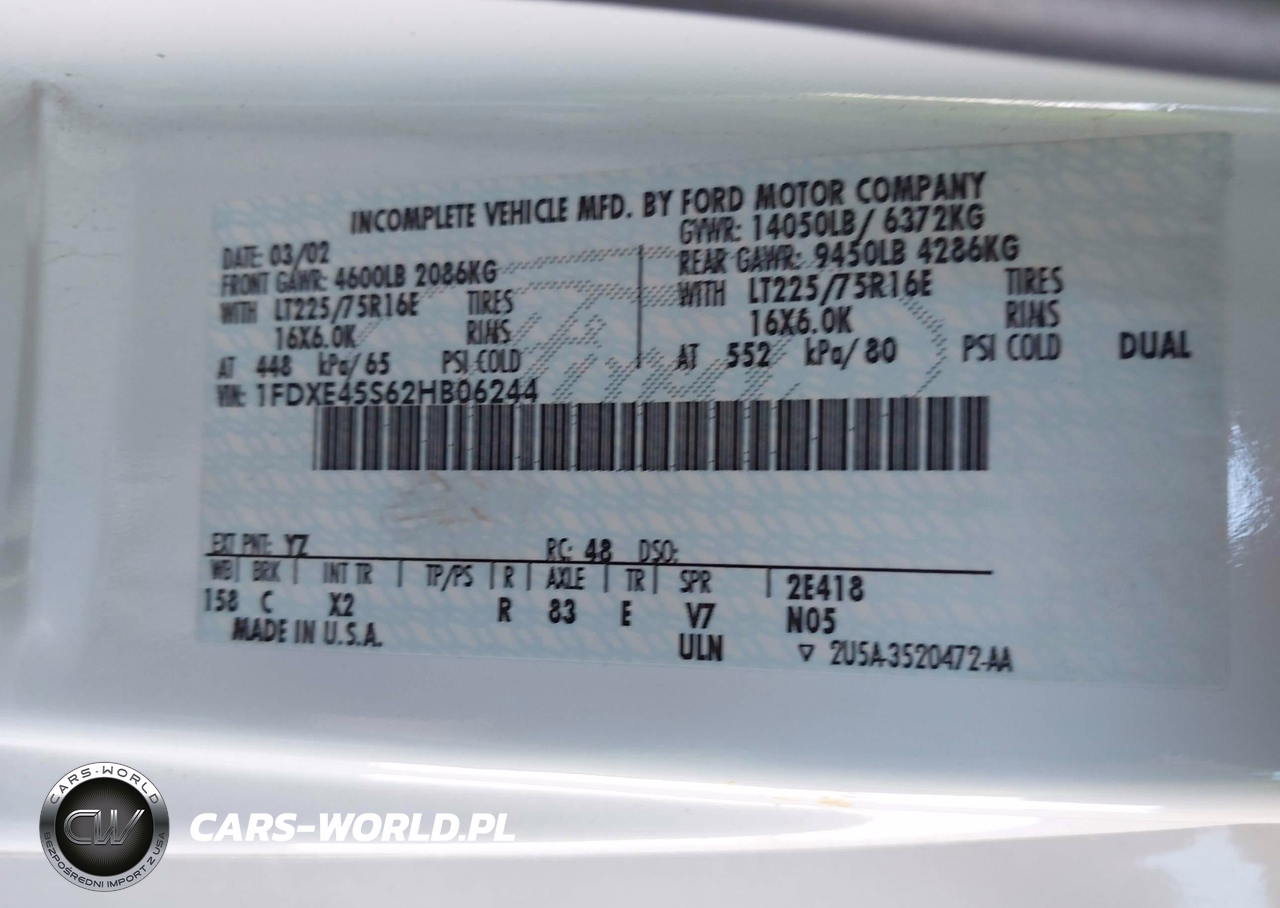 INCOMPLETE VEHICLE MFD. BY FORD MOTOR COMPANY
DATE: 03/02 GVWR: 14050LB/ 6372KG
FRONT GAWR: 4600LB 2086KG REAR GAWR: 9450LB 4286KG
WITH LT225/75R16E TIRES WITH LT225/75R16E TIRES
16X6.0K RIMS 16X6.0K RIMS
AT 448 kPa/65 PSI COLD AT 552 kPa/80 PSI COLD DUAL
VIN: 1FDXE45S62HB06244
EXT PNT: YZ RC: 48 DSO:
WB BRK INT TR TP/PS R AXLE TR SPR 2E418
158 C X2 R 83 E V7 N05
MADE IN U.S.A. ULN ▽ 2U5A-3520472-AA
CARS-WORLD
CW
BEZPOŚREDNI IMPORT Z USA
CARS-WORLD.PL